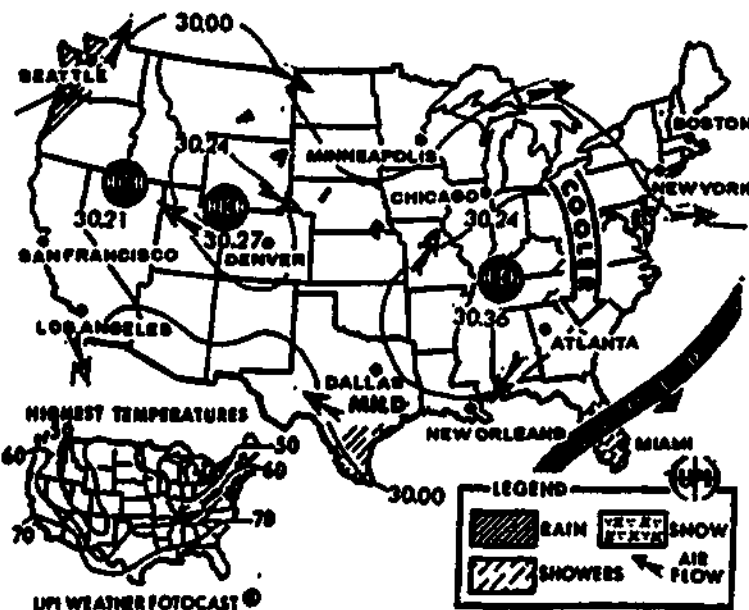 30.00
SEATTLE
BOSTON
30.24
MINNEAPOLIS
NEW YORK
CHICAGO
COOLER
30.24
30.21
30.27
SAN FRANCISCO
DENVER
30.36
LOS ANGELES
ATLANTA
DALLAS
MILD
HIGHEST TEMPERATURES
NEW ORLEANS
MIAMI
50
50
60
60
30.00
70
70
LEGEND
UPI
RAIN
SNOW
SHOWERS
AIR
FLOW
UPI WEATHER FOTOCAST